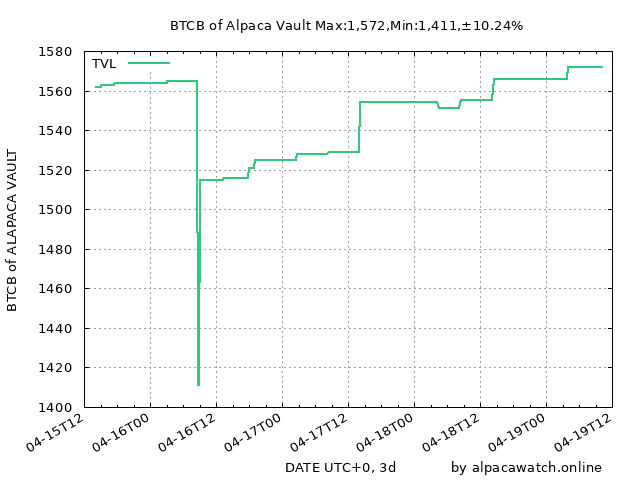 BTCB of Alpaca Vault Max:1,572,Min:1,411,±10.24%
TVL
BTCB of ALAPACA VAULT
1580
1560
1540
1520
1500
1480
1460
1440
1420
1400
04-15T12
04-16T00
04-16T12
04-17T00
04-17T12
04-18T00
04-18T12
04-19T00
04-19T12
DATE UTC+0, 3d
by alpacawatch.online